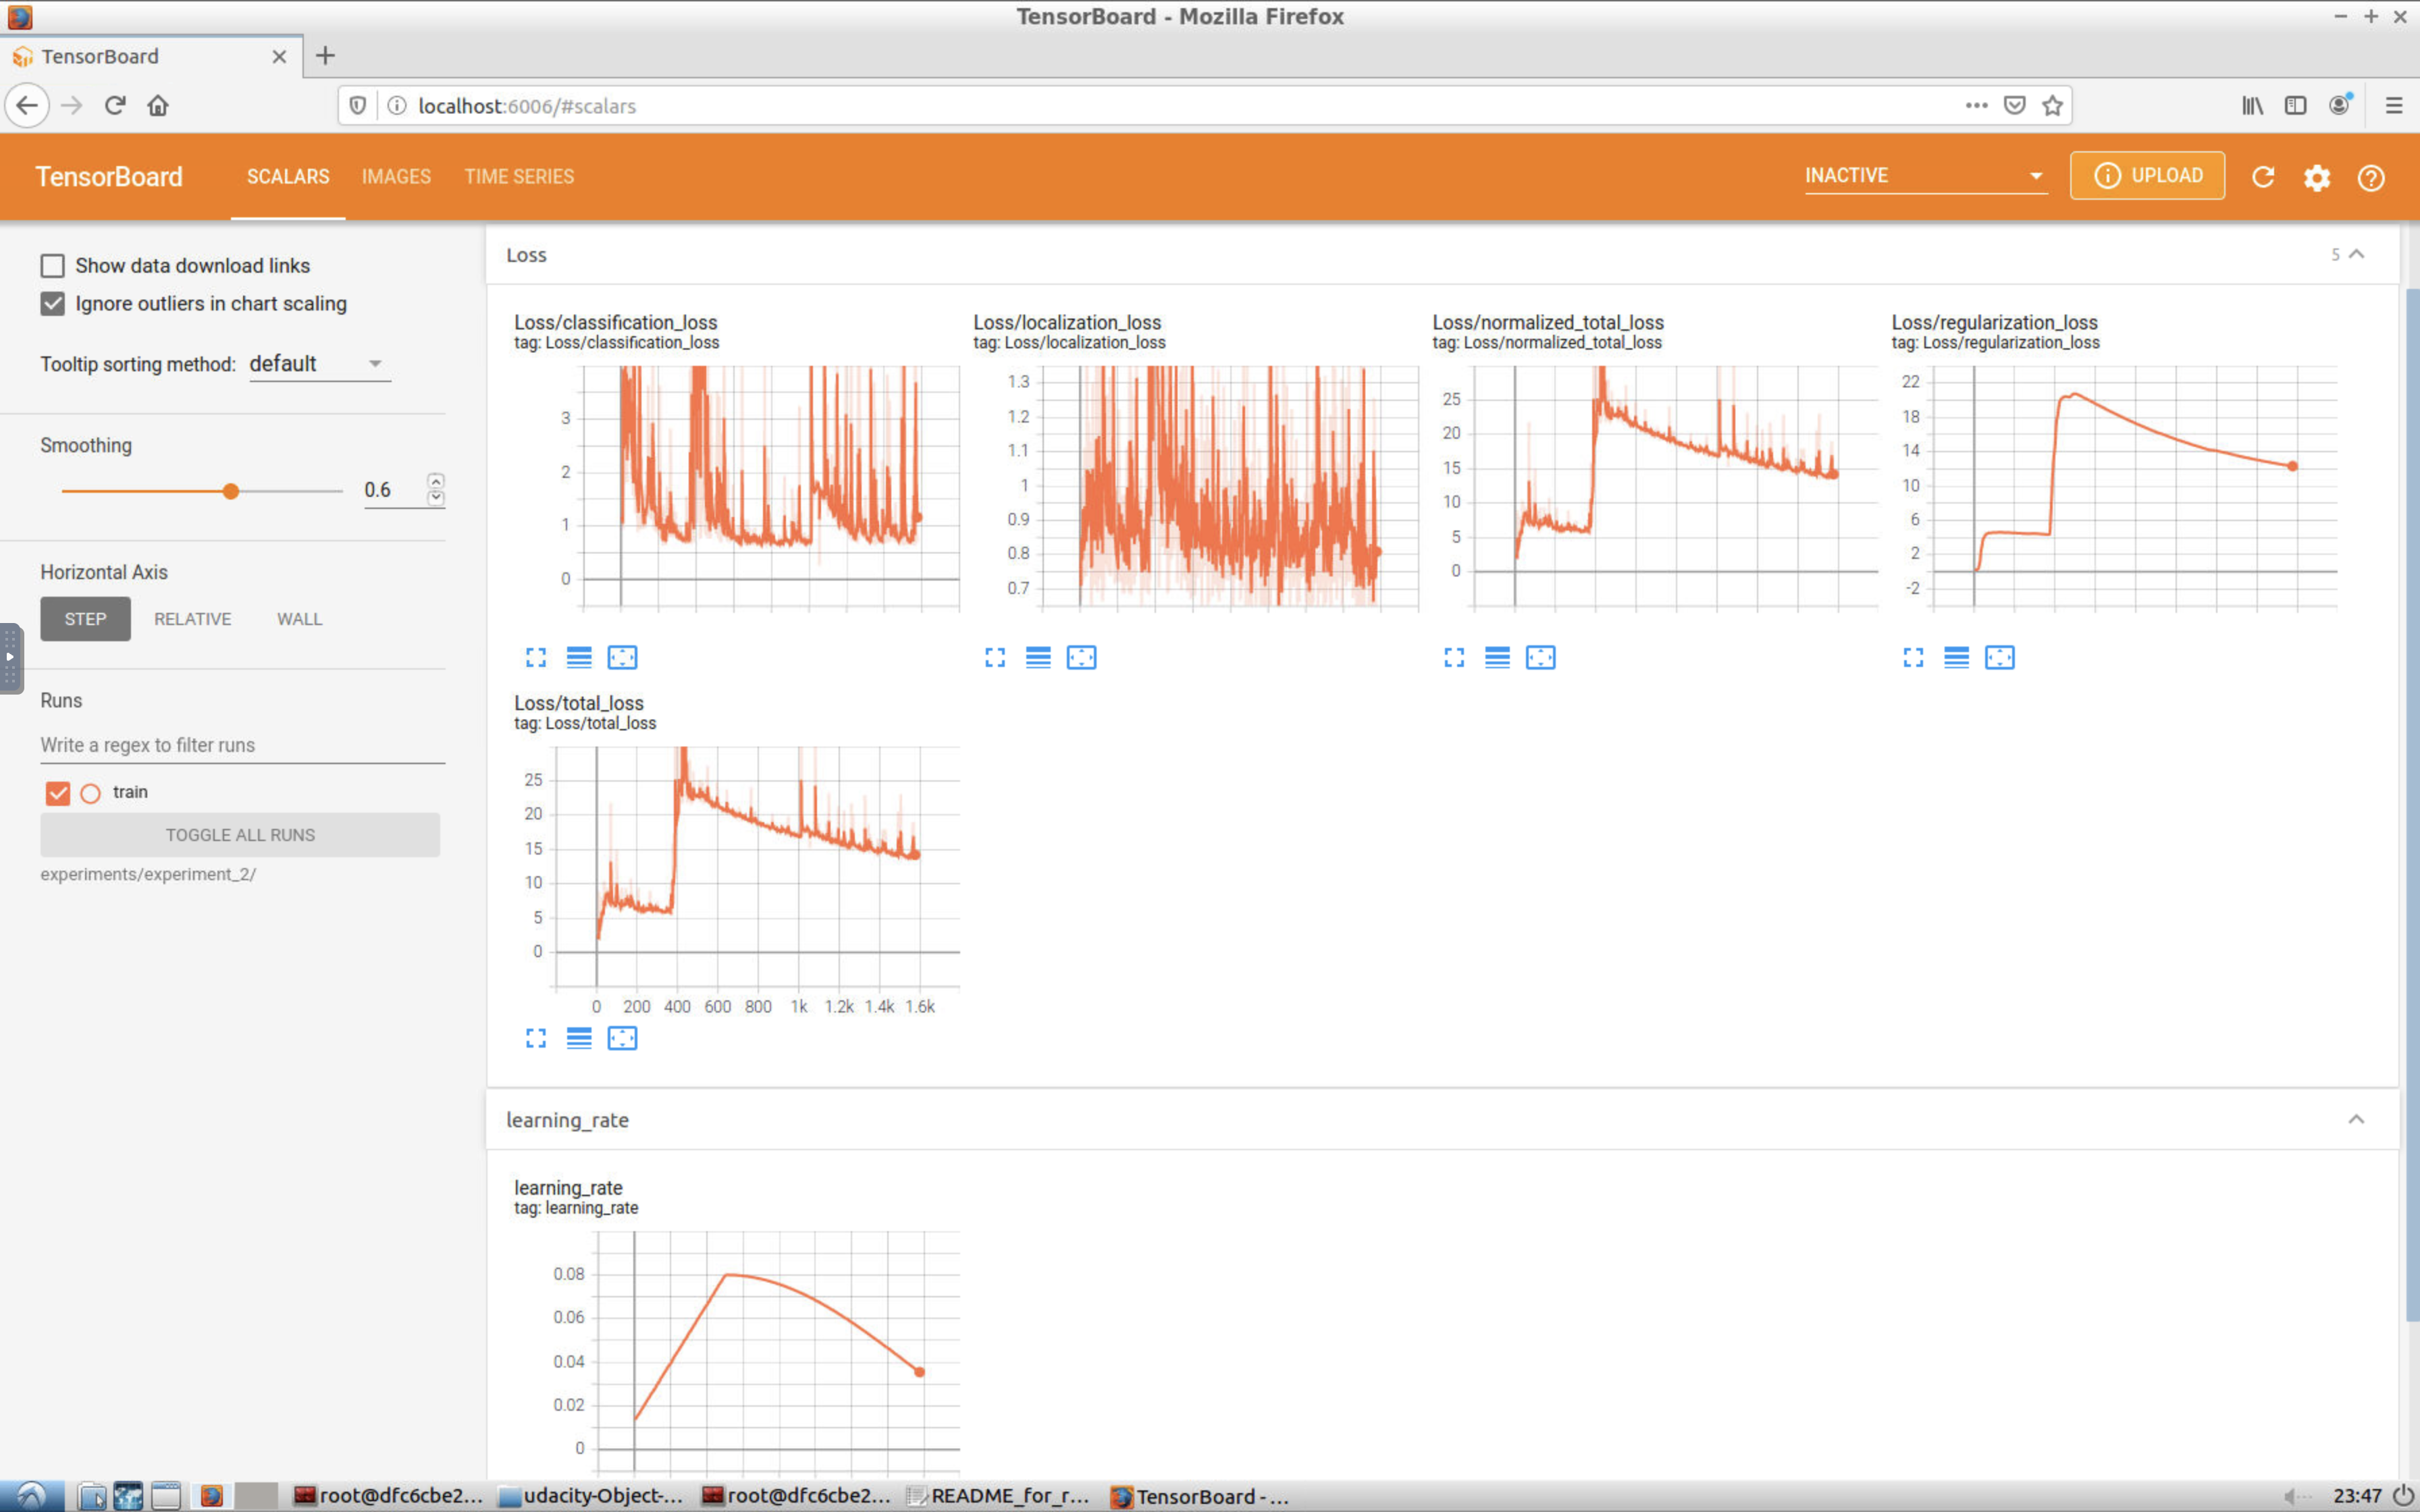 TensorBoard - Mozilla Firefox
TensorBoard
localhost:6006/#scalars
TensorBoard
SCALARS
IMAGES
TIME SERIES
INACTIVE
UPLOAD
Show data download links
Ignore outliers in chart scaling
Tooltip sorting method: default
Smoothing
0.6
Horizontal Axis
STEP
RELATIVE
WALL
Runs
Write a regex to filter runs
train
TOGGLE ALL RUNS
experiments/experiment_2/
Loss
5
Loss/classification_loss
tag: Loss/classification_loss
3
2
1
0
Loss/localization_loss
tag: Loss/localization_loss
1.3
1.2
1.1
1
0.9
0.8
0.7
Loss/normalized_total_loss
tag: Loss/normalized_total_loss
25
20
15
10
5
0
Loss/regularization_loss
tag: Loss/regularization_loss
22
18
14
10
6
2
-2
Loss/total_loss
tag: Loss/total_loss
25
20
15
10
5
0
0 200 400 600 800 1k 1.2k 1.4k 1.6k
learning_rate
learning_rate
tag: learning_rate
0.08
0.06
0.04
0.02
0
root@dfc6cbe2...
udacity-Object-...
root@dfc6cbe2...
README_for_r...
TensorBoard - ...
23:47